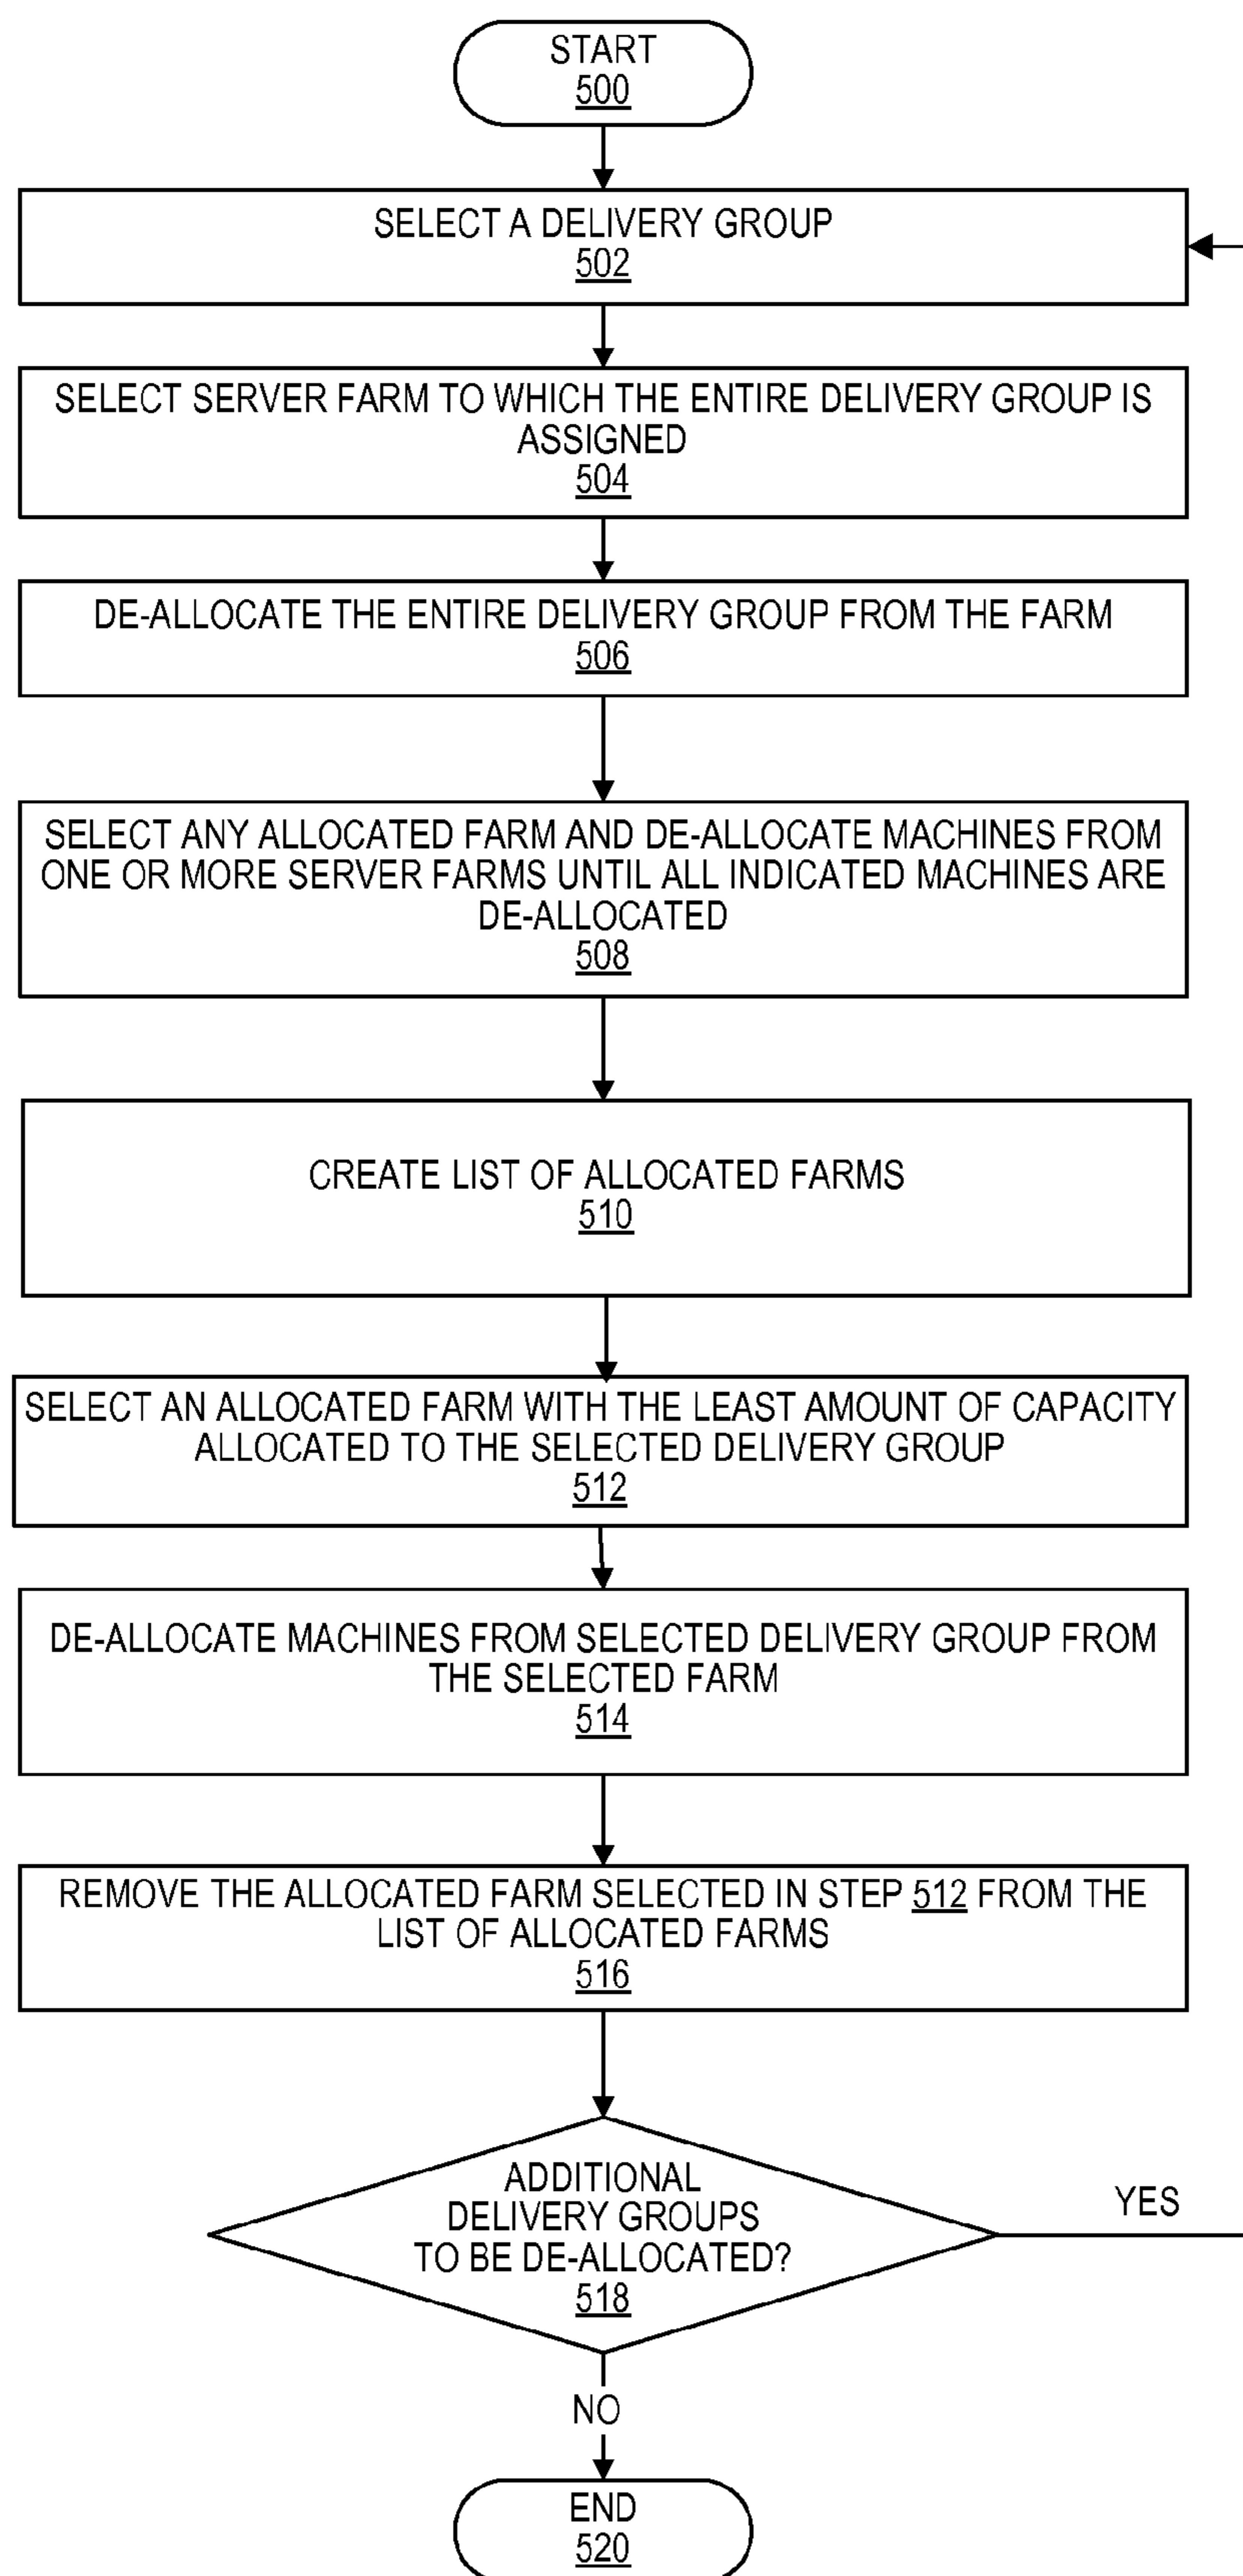 START
500
SELECT A DELIVERY GROUP
502
SELECT SERVER FARM TO WHICH THE ENTIRE DELIVERY GROUP IS
ASSIGNED
504
DE-ALLOCATE THE ENTIRE DELIVERY GROUP FROM THE FARM
506
SELECT ANY ALLOCATED FARM AND DE-ALLOCATE MACHINES FROM
ONE OR MORE SERVER FARMS UNTIL ALL INDICATED MACHINES ARE
DE-ALLOCATED
508
CREATE LIST OF ALLOCATED FARMS
510
SELECT AN ALLOCATED FARM WITH THE LEAST AMOUNT OF CAPACITY
ALLOCATED TO THE SELECTED DELIVERY GROUP
512
DE-ALLOCATE MACHINES FROM SELECTED DELIVERY GROUP FROM
THE SELECTED FARM
514
REMOVE THE ALLOCATED FARM SELECTED IN STEP 512 FROM THE
LIST OF ALLOCATED FARMS
516
ADDITIONAL
DELIVERY GROUPS
TO BE DE-ALLOCATED?
518
YES
NO
END
520